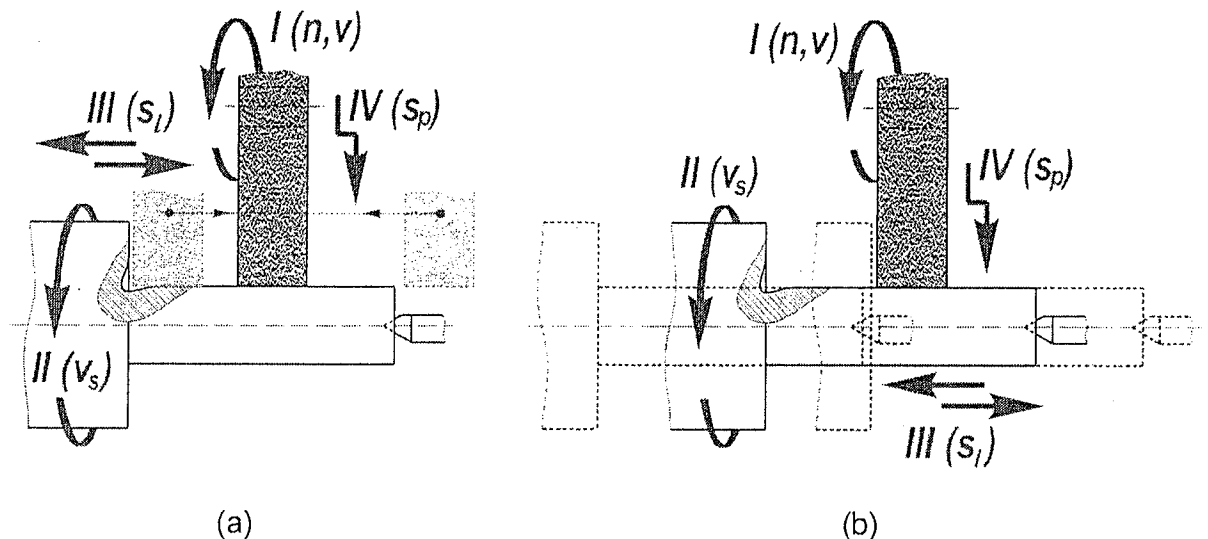 I (n,v)
III (s_l)
IV (s_p)
II (v_s)
(a)
I (n,v)
II (v_s)
IV (s_p)
III (s_l)
(b)